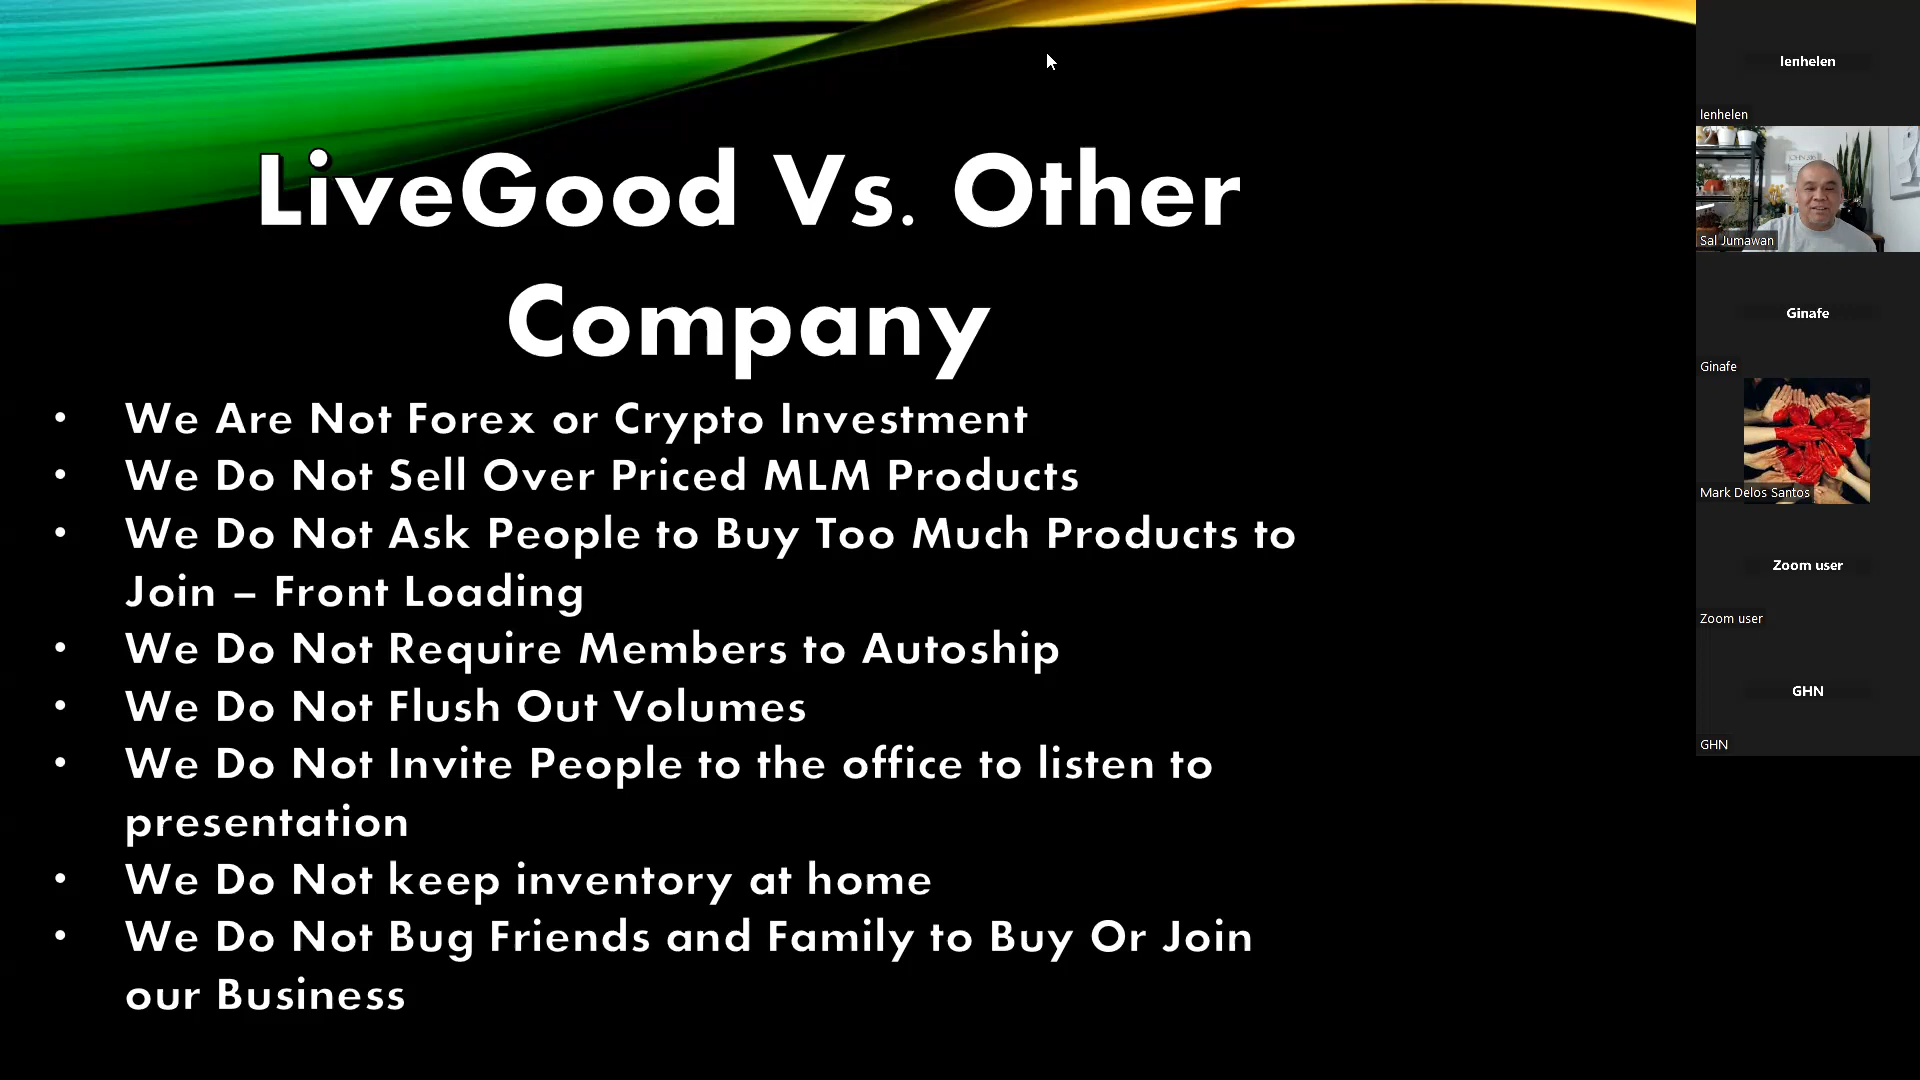 LiveGood Vs. Other
Company
• We Are Not Forex or Crypto Investment
• We Do Not Sell Over Priced MLM Products
• We Do Not Ask People to Buy Too Much Products to
Join – Front Loading
• We Do Not Require Members to Autoship
• We Do Not Flush Out Volumes
• We Do Not Invite People to the office to listen to
presentation
• We Do Not keep inventory at home
• We Do Not Bug Friends and Family to Buy Or Join
our Business
lenhelen
lenhelen
Sal Jumawan
Ginafe
Ginafe
Mark Delos Santos
Zoom user
Zoom user
GHN
GHN